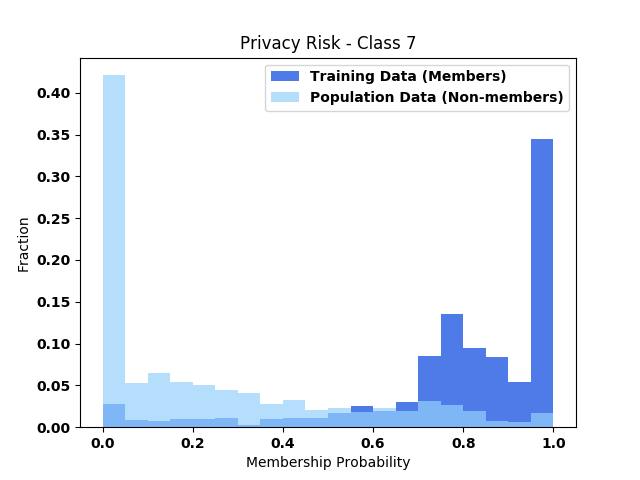 Privacy Risk - Class 7
Training Data (Members)
Population Data (Non-members)
0.40
0.35
0.30
0.25
0.20
0.15
0.10
0.05
0.00
Fraction
0.0 0.2 0.4 0.6 0.8 1.0
Membership Probability